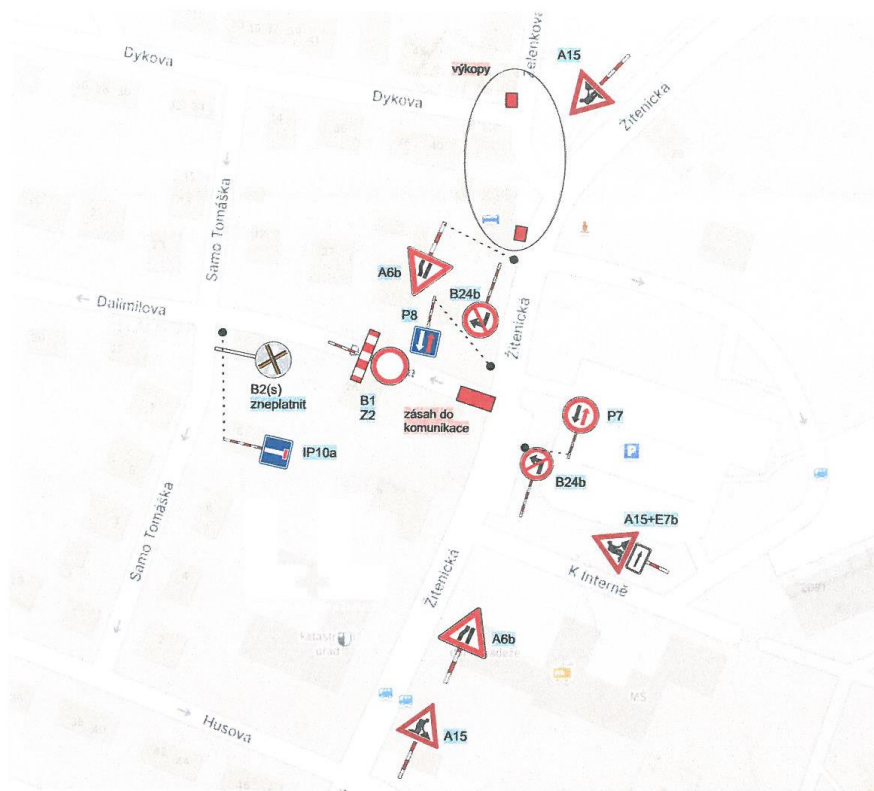 Dykova
výkopy
Zelenkova
A15
Dykova
Žitenická
Samo Tomáška
A6b
B24b
P8
Dalimilova
Žitenická
B2(s)
zneplatnit
B1
Z2
zásah do
komunikace
P7
IP10a
B24b
P
A15+E7b
Samo Tomáška
K Interně
Žitenická
A6b
katastr
úřad
MŠ
Husova
A15